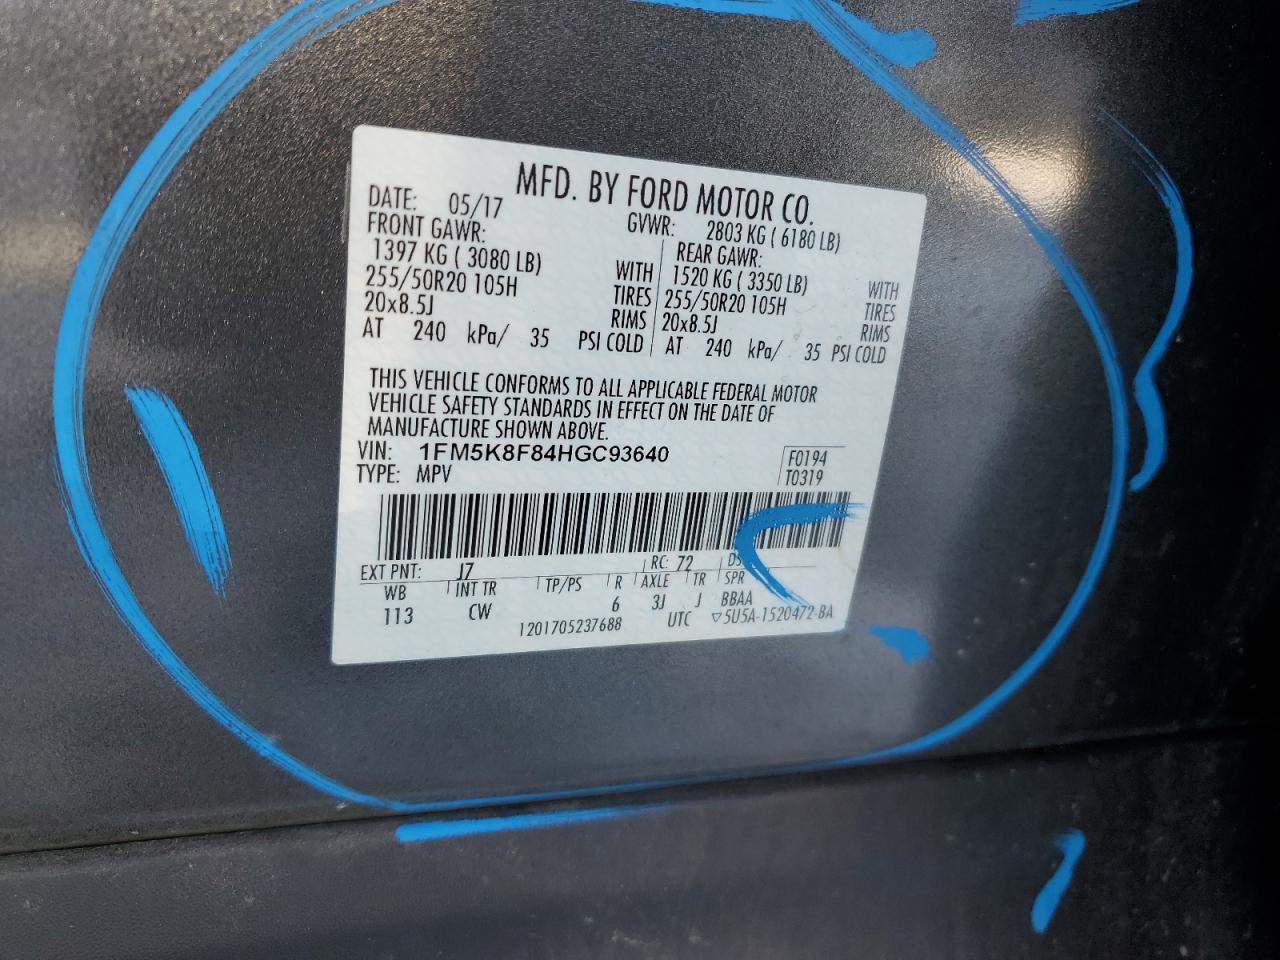 MFD. BY FORD MOTOR CO.
DATE: 05/17 GVWR: 2803 KG ( 6180 LB)
FRONT GAWR: REAR GAWR:
1397 KG ( 3080 LB) WITH 1520 KG ( 3350 LB) WITH
255/50R20 105H TIRES 255/50R20 105H TIRES
20x8.5J RIMS 20x8.5J RIMS
AT 240 kPa/ 35 PSI COLD AT 240 kPa/ 35 PSI COLD
THIS VEHICLE CONFORMS TO ALL APPLICABLE FEDERAL MOTOR
VEHICLE SAFETY STANDARDS IN EFFECT ON THE DATE OF
MANUFACTURE SHOWN ABOVE.
VIN: 1FM5K8F84HGC93640 F0194
TYPE: MPV T0319
EXT PNT: J7 RC: 72
WB INT TR TP/PS R AXLE TR SPR
113 CW 6 3J J BBAA
1201705237688 UTC ▽5U5A-1520472-BA